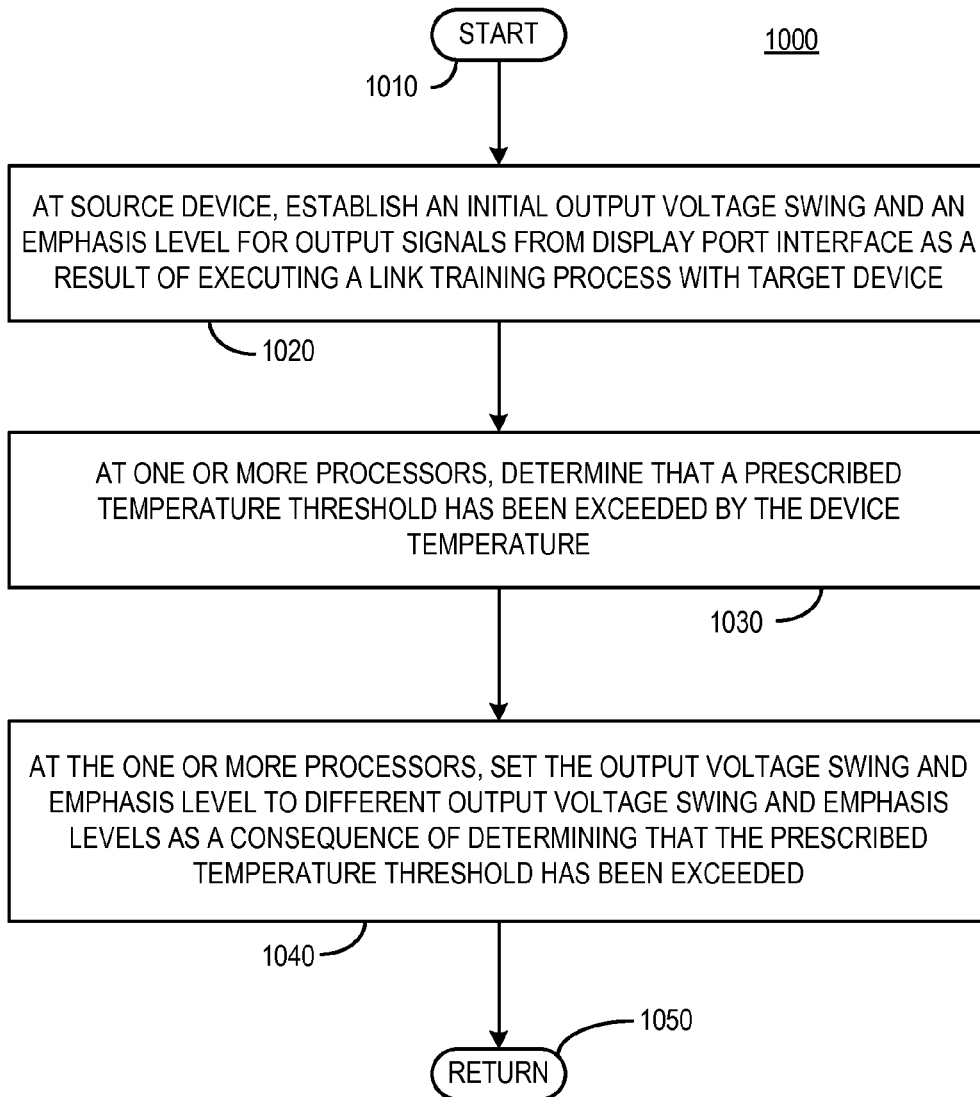 START
1000
1010
AT SOURCE DEVICE, ESTABLISH AN INITIAL OUTPUT VOLTAGE SWING AND AN
EMPHASIS LEVEL FOR OUTPUT SIGNALS FROM DISPLAY PORT INTERFACE AS A
RESULT OF EXECUTING A LINK TRAINING PROCESS WITH TARGET DEVICE
1020
AT ONE OR MORE PROCESSORS, DETERMINE THAT A PRESCRIBED
TEMPERATURE THRESHOLD HAS BEEN EXCEEDED BY THE DEVICE
TEMPERATURE
1030
AT THE ONE OR MORE PROCESSORS, SET THE OUTPUT VOLTAGE SWING AND
EMPHASIS LEVEL TO DIFFERENT OUTPUT VOLTAGE SWING AND EMPHASIS
LEVELS AS A CONSEQUENCE OF DETERMINING THAT THE PRESCRIBED
TEMPERATURE THRESHOLD HAS BEEN EXCEEDED
1040
1050
RETURN